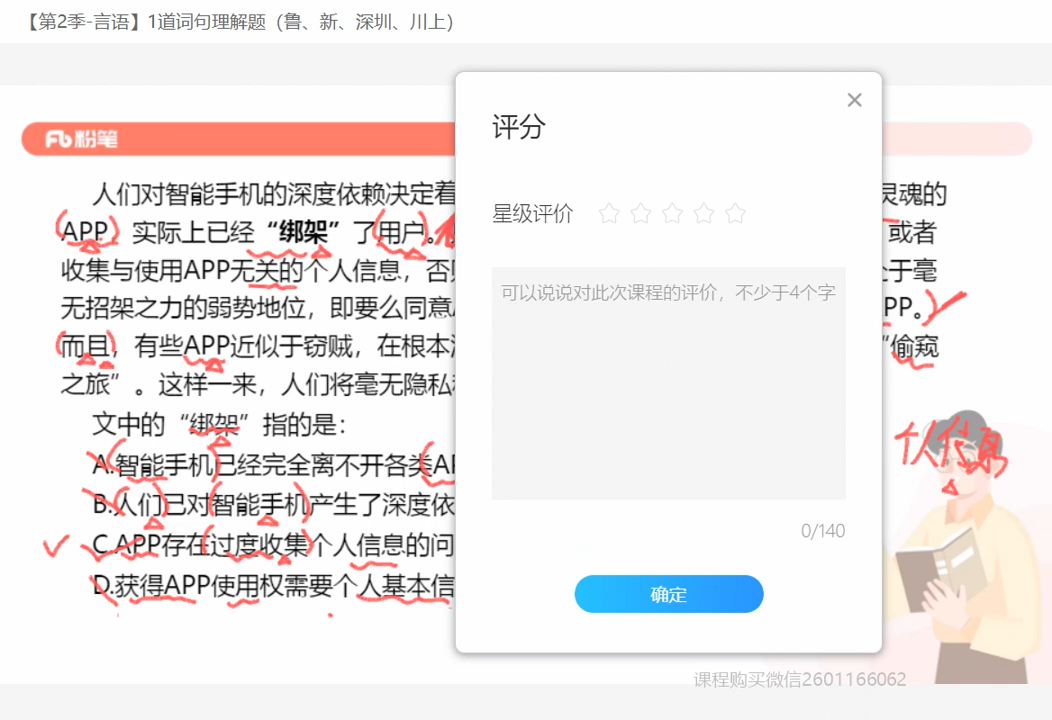 【第2季-言语】1道词句理解题（鲁、新、深圳、川上）
粉笔
人们对智能手机的深度依赖决定着
灵魂的
APP，实际上已经“绑架”了用户。
或者
收集与使用APP无关的个人信息，否则
于毫
无招架之力的弱势地位，即要么同意
PP。
而且，有些APP近似于窃贼，在根本
“偷窥
之旅”。这样一来，人们将毫无隐私
文中的“绑架”指的是：
A.智能手机已经完全离不开各类AP
B.人们已对智能手机产生了深度依
C.APP存在过度收集个人信息的问
D.获得APP使用权需要个人基本信
个人信息
评分
星级评价
可以说说对此次课程的评价，不少于4个字
0/140
确定
课程购买微信2601166062